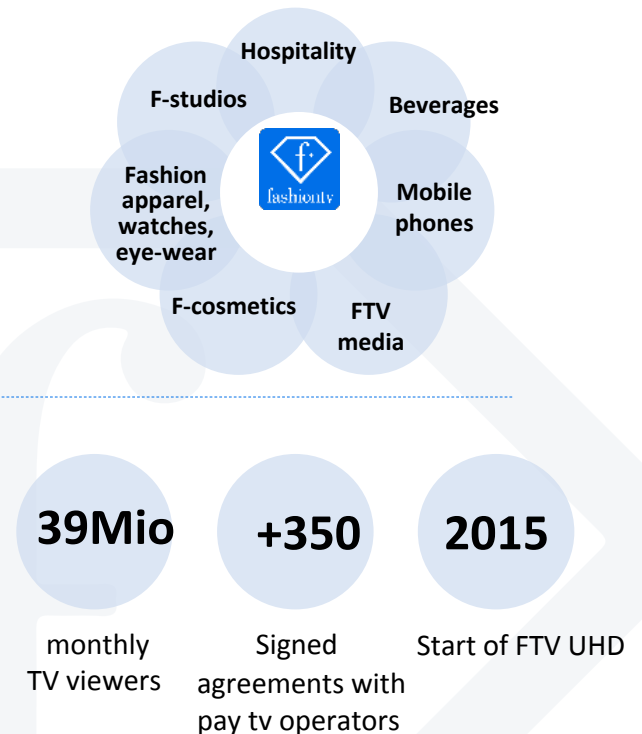 Hospitality
F-studios
Beverages
f
fashiontv
Fashion
apparel,
watches,
eye-wear
Mobile
phones
F-cosmetics
FTV
media
39Mio
+350
2015
monthly
TV viewers
Signed
agreements with
pay tv operators
Start of FTV UHD